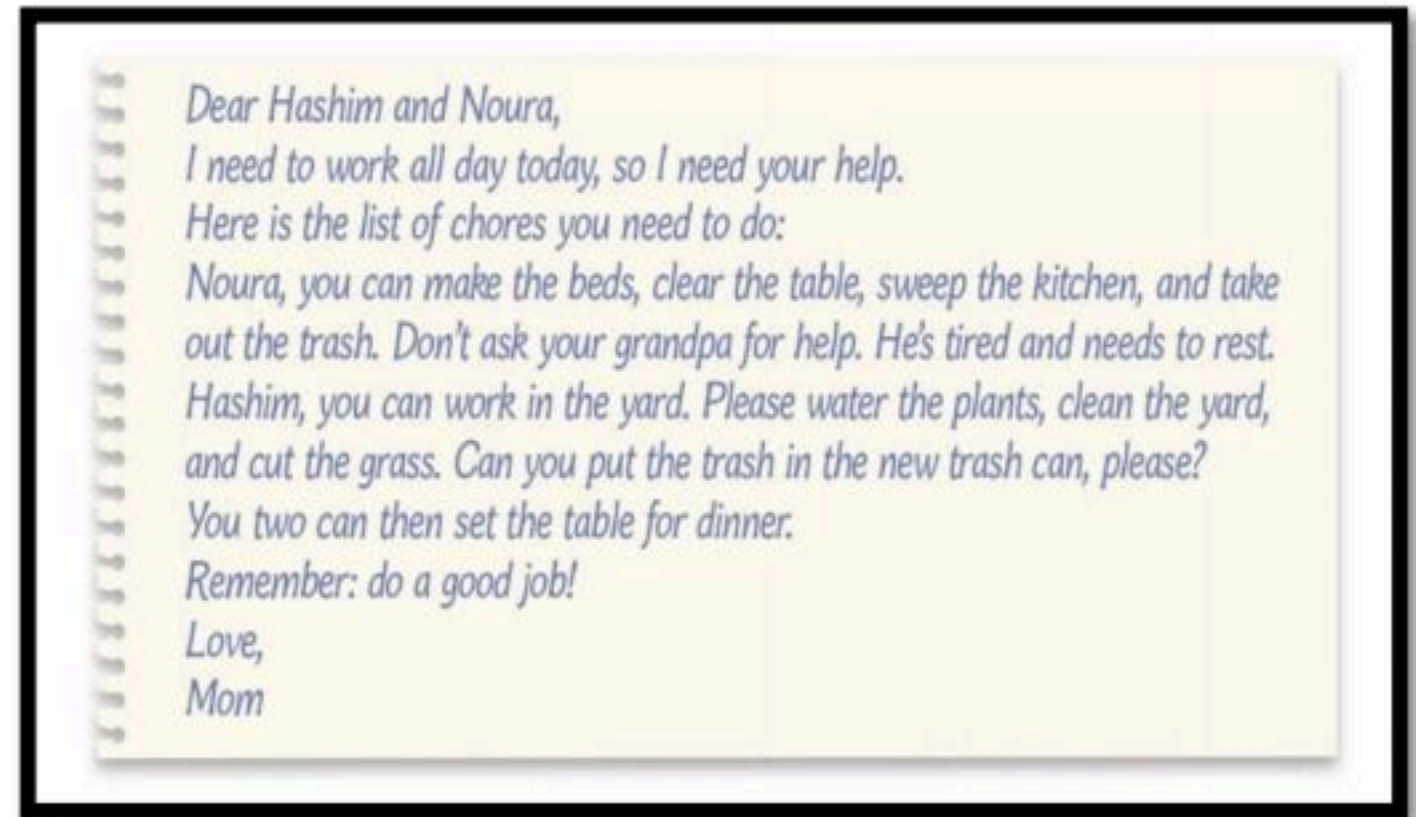 Dear Hashim and Noura,
I need to work all day today, so I need your help.
Here is the list of chores you need to do:
Noura, you can make the beds, clear the table, sweep the kitchen, and take
out the trash. Don't ask your grandpa for help. He's tired and needs to rest.
Hashim, you can work in the yard. Please water the plants, clean the yard,
and cut the grass. Can you put the trash in the new trash can, please?
You two can then set the table for dinner.
Remember: do a good job!
Love,
Mom